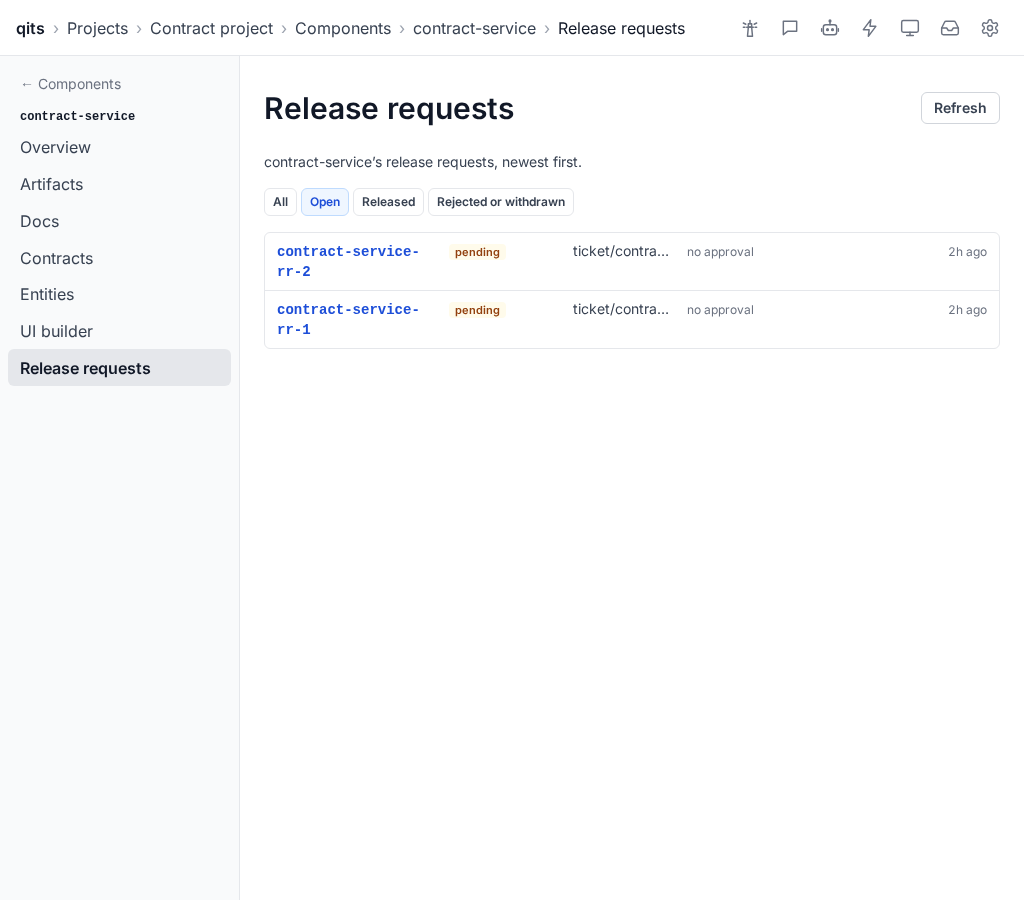 qits › Projects › Contract project › Components › contract-service › Release requests
← Components
contract-service
Overview
Artifacts
Docs
Contracts
Entities
UI builder
Release requests
Release requests
Refresh
contract-service’s release requests, newest first.
All Open Released Rejected or withdrawn
contract-service-rr-2 pending ticket/contra... no approval 2h ago
contract-service-rr-1 pending ticket/contra... no approval 2h ago